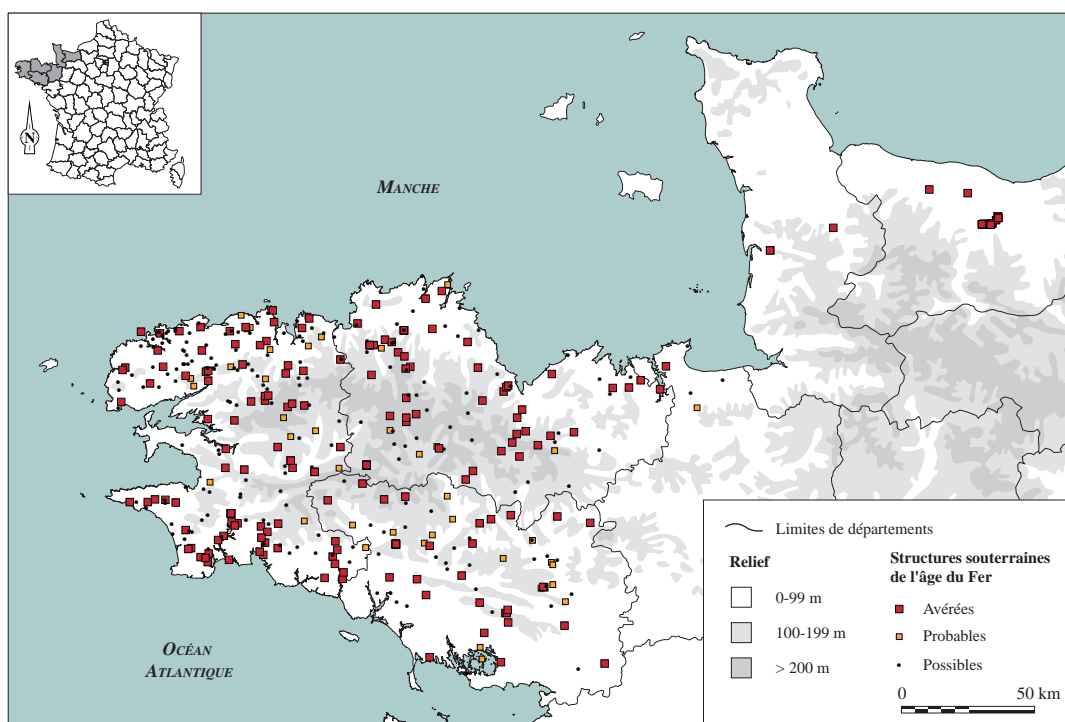 N
MANCHE
OCÉAN
ATLANTIQUE
Limites de départements
Relief
0-99 m
100-199 m
> 200 m
Structures souterraines
de l'âge du Fer
Avérées
Probables
Possibles
0 50 km